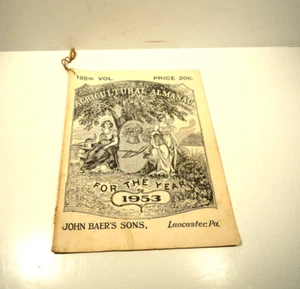 128th VOL. PRICE 20c.
AGRICULTURAL ALMANAC
FOR THE YEAR
1953
JOHN BAER'S SONS, Lancaster, Pa.